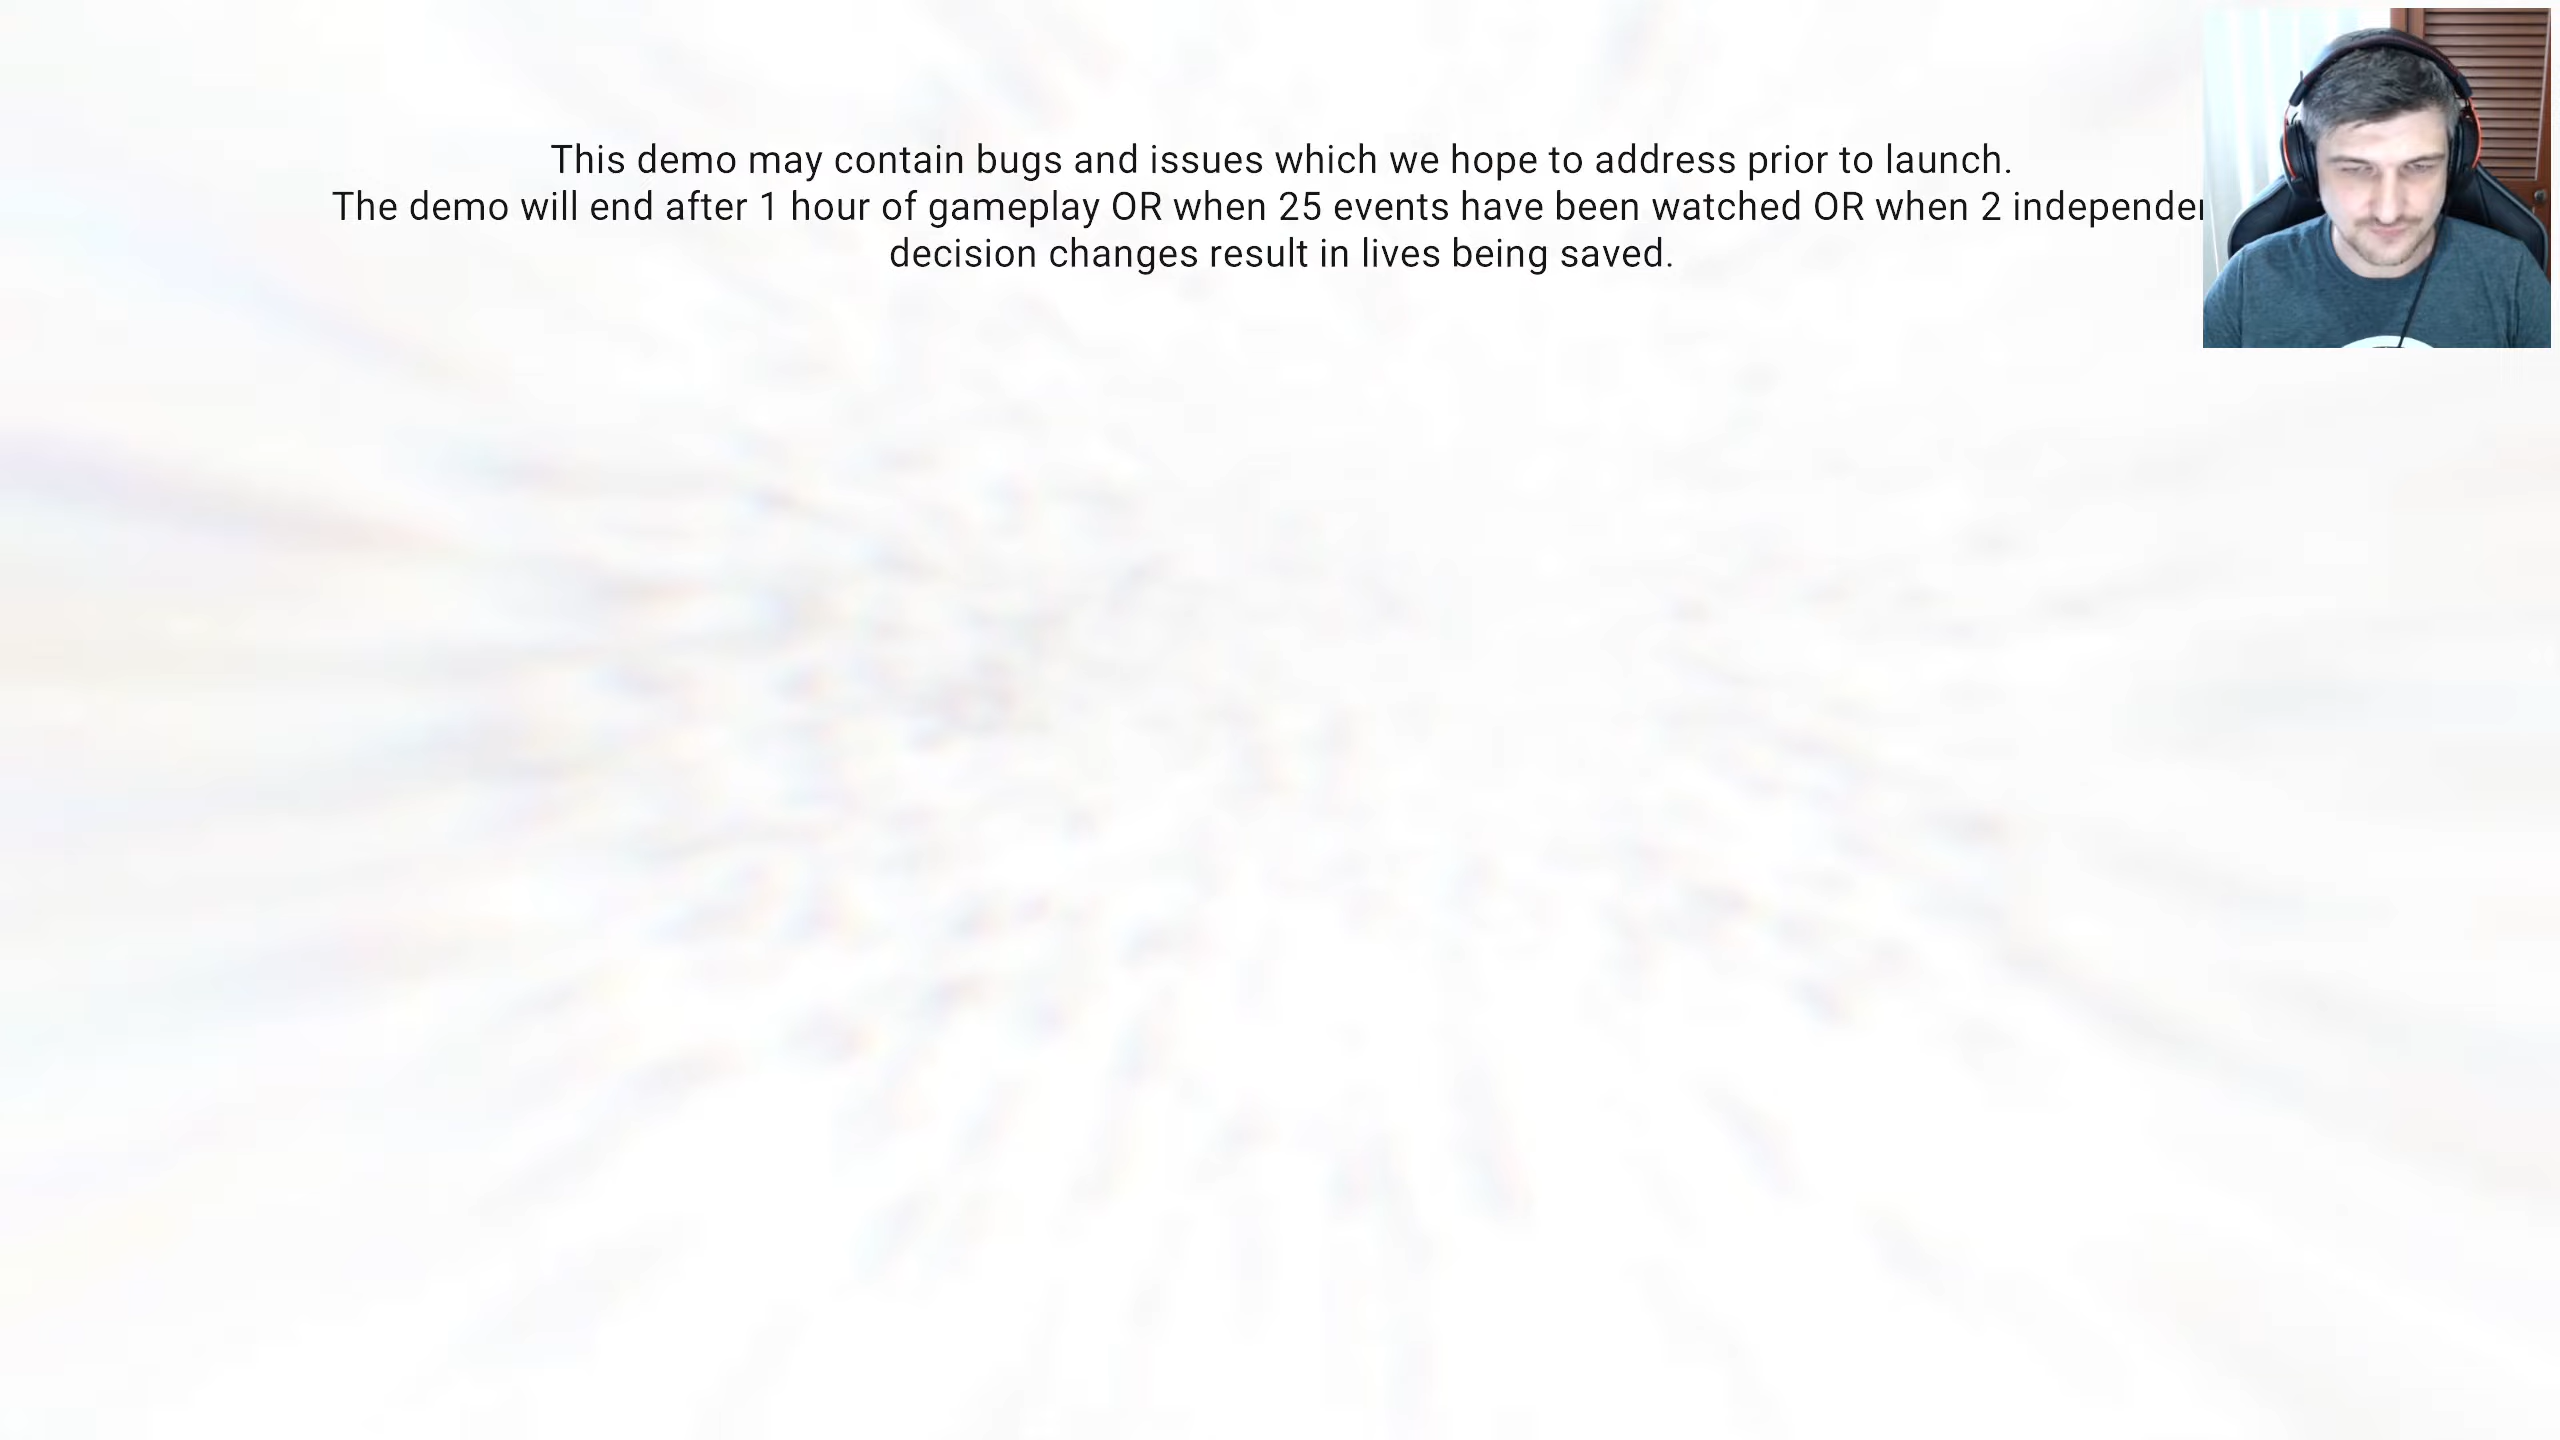 This demo may contain bugs and issues which we hope to address prior to launch.
The demo will end after 1 hour of gameplay OR when 25 events have been watched OR when 2
decision changes result in lives being saved.